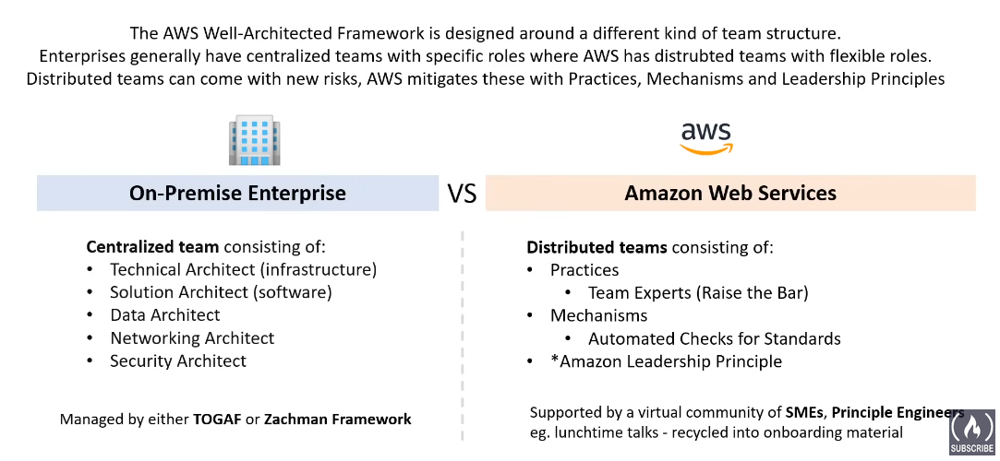 The AWS Well-Architected Framework is designed around a different kind of team structure.
Enterprises generally have centralized teams with specific roles where AWS has distrubted teams with flexible roles.
Distributed teams can come with new risks, AWS mitigates these with Practices, Mechanisms and Leadership Principles
aws
On-Premise Enterprise
VS
Amazon Web Services
Centralized team consisting of:
• Technical Architect (infrastructure)
• Solution Architect (software)
• Data Architect
• Networking Architect
• Security Architect
Managed by either TOGAF or Zachman Framework
Distributed teams consisting of:
• Practices
• Team Experts (Raise the Bar)
• Mechanisms
• Automated Checks for Standards
• *Amazon Leadership Principle
Supported by a virtual community of SMEs, Principle Engineers
eg. lunchtime talks - recycled into onboarding material
SUBSCRIBE